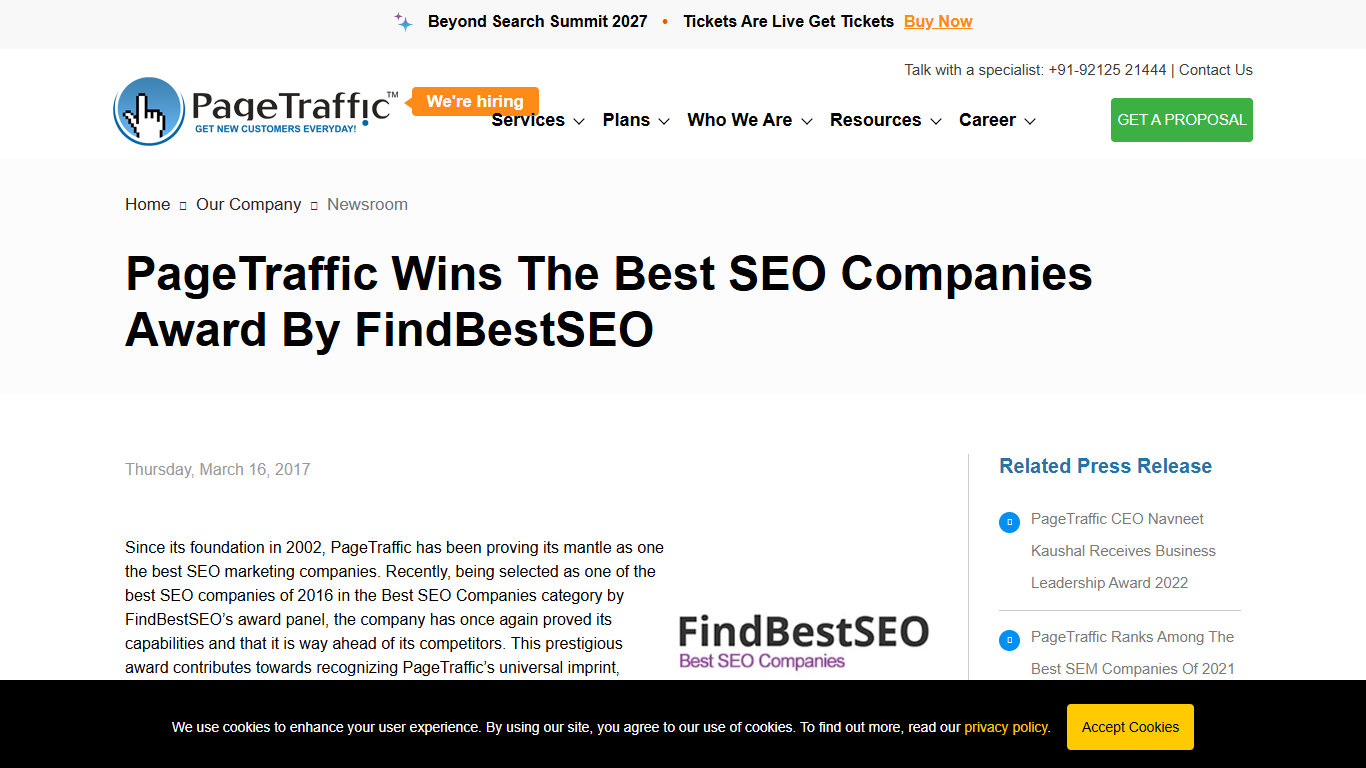 Beyond Search Summit 2027 • Tickets Are Live Get Tickets Buy Now
Talk with a specialist: +91-92125 21444 | Contact Us
PageTraffic™
GET NEW CUSTOMERS EVERYDAY!
We're hiring
Services Plans Who We Are Resources Career
GET A PROPOSAL
Home Our Company Newsroom
PageTraffic Wins The Best SEO Companies
Award By FindBestSEO
Thursday, March 16, 2017
Since its foundation in 2002, PageTraffic has been proving its mantle as one
the best SEO marketing companies. Recently, being selected as one of the
best SEO companies of 2016 in the Best SEO Companies category by
FindBestSEO’s award panel, the company has once again proved its
capabilities and that it is way ahead of its competitors. This prestigious
award contributes towards recognizing PageTraffic’s universal imprint,
FindBestSEO
Best SEO Companies
Related Press Release
PageTraffic CEO Navneet
Kaushal Receives Business
Leadership Award 2022
PageTraffic Ranks Among The
Best SEM Companies Of 2021
We use cookies to enhance your user experience. By using our site, you agree to our use of cookies. To find out more, read our privacy policy.
Accept Cookies